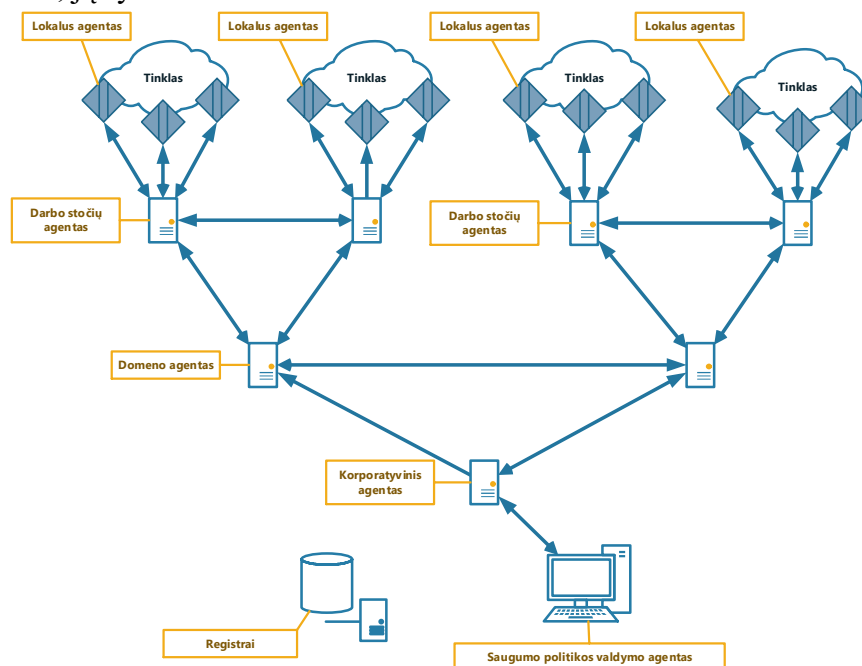 Lokalus agentas
Lokalus agentas
Lokalus agentas
Lokalus agentas
Tinklas
Tinklas
Tinklas
Tinklas
Darbo stočių
agentas
Darbo stočių
agentas
Domeno agentas
Korporatyvinis
agentas
Registrai
Saugumo politikos valdymo agentas